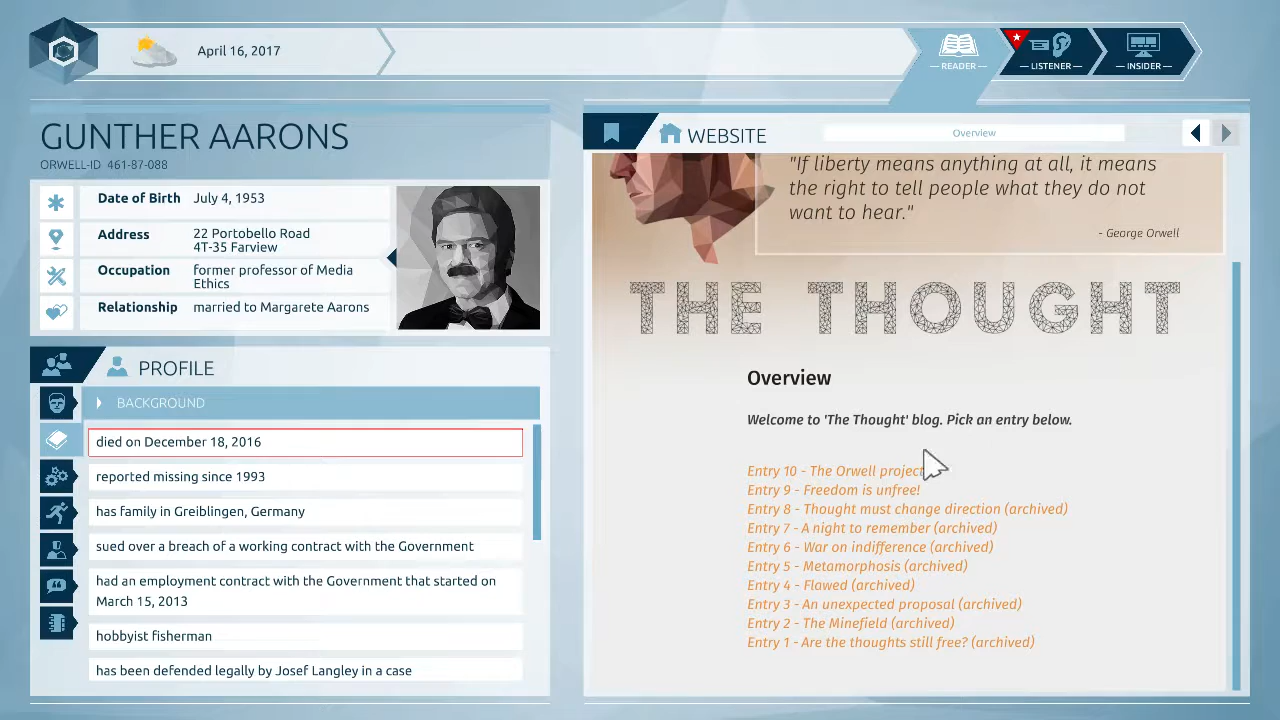 April 16, 2017
— READER —
— LISTENER —
— INSIDER —
GUNTHER AARONS
ORWELL-ID 461-87-088
Date of Birth July 4, 1953
Address 22 Portobello Road
4T-35 Farview
Occupation former professor of Media
Ethics
Relationship married to Margarete Aarons
PROFILE
BACKGROUND
died on December 18, 2016
reported missing since 1993
has family in Greiblingen, Germany
sued over a breach of a working contract with the Government
had an employment contract with the Government that started on
March 15, 2013
hobbyist fisherman
has been defended legally by Josef Langley in a case
WEBSITE
Overview
"If liberty means anything at all, it means
the right to tell people what they do not
want to hear."
- George Orwell
THE THOUGHT
Overview
Welcome to 'The Thought' blog. Pick an entry below.
Entry 10 - The Orwell project
Entry 9 - Freedom is unfree!
Entry 8 - Thought must change direction (archived)
Entry 7 - A night to remember (archived)
Entry 6 - War on indifference (archived)
Entry 5 - Metamorphosis (archived)
Entry 4 - Flawed (archived)
Entry 3 - An unexpected proposal (archived)
Entry 2 - The Minefield (archived)
Entry 1 - Are the thoughts still free? (archived)